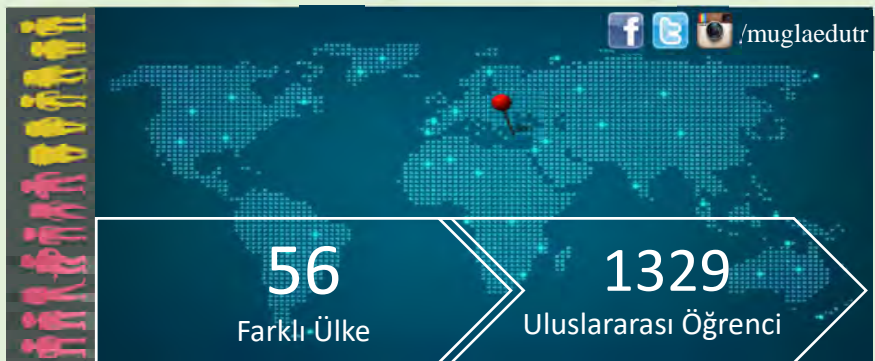 /muglaedutr
56
Farklı Ülke
1329
Uluslararası Öğrenci